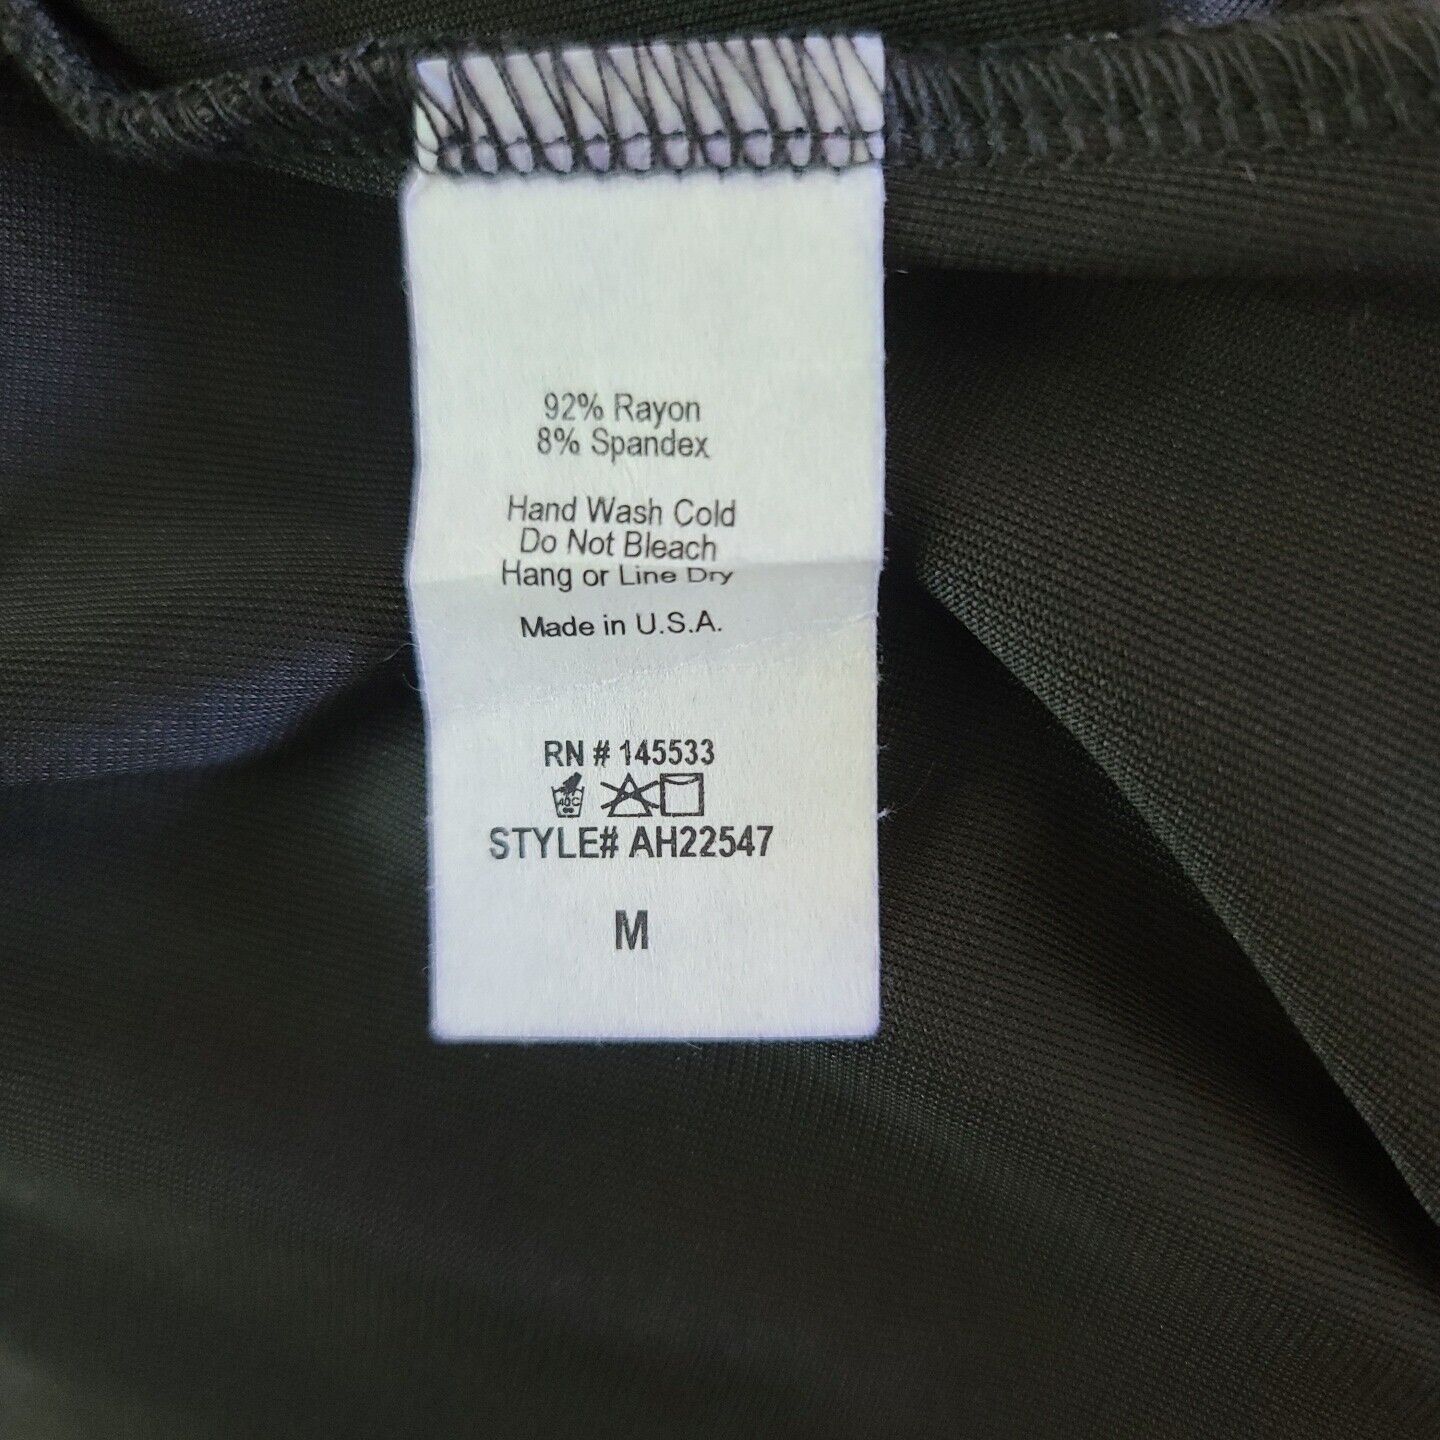 92% Rayon
8% Spandex
Hand Wash Cold
Do Not Bleach
Hang or Line Dry
Made in U.S.A.
RN # 145533
40C
STYLE# AH22547
M